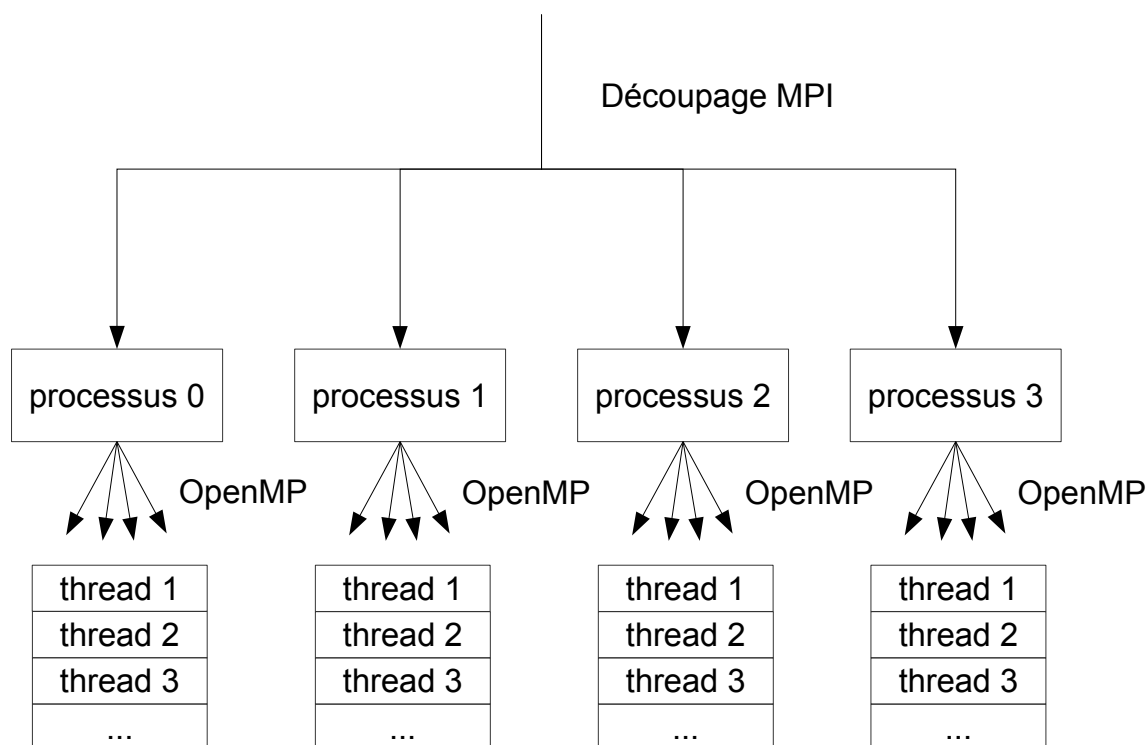 Découpage MPI
processus 0
processus 1
processus 2
processus 3
OpenMP
OpenMP
OpenMP
OpenMP
thread 1
thread 1
thread 1
thread 1
thread 2
thread 2
thread 2
thread 2
thread 3
thread 3
thread 3
thread 3
...
...
...
...